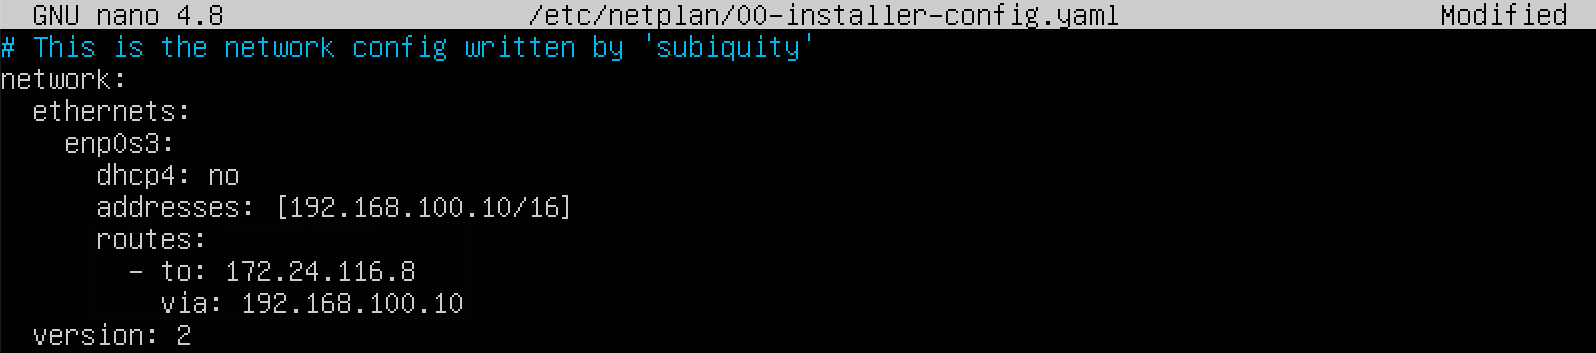 GNU nano 4.8 /etc/netplan/00-installer-config.yaml Modified
# This is the network config written by 'subiquity'
network:
  ethernets:
    enp0s3:
      dhcp4: no
      addresses: [192.168.100.10/16]
      routes:
        - to: 172.24.116.8
          via: 192.168.100.10
  version: 2